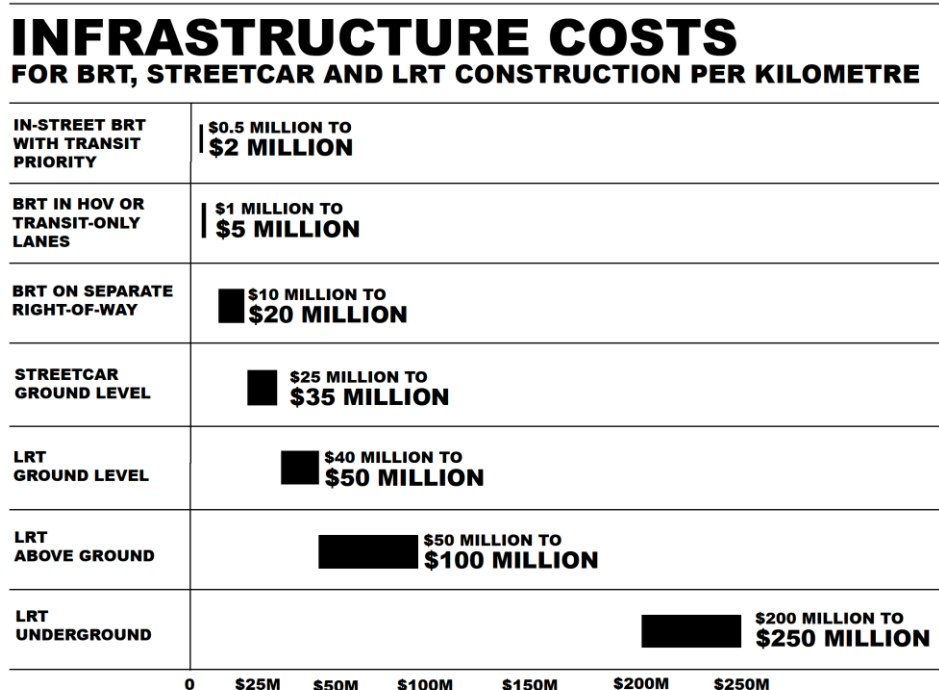 INFRASTRUCTURE COSTS
FOR BRT, STREETCAR AND LRT CONSTRUCTION PER KILOMETRE
IN-STREET BRT
WITH TRANSIT
PRIORITY
$0.5 MILLION TO
$2 MILLION
BRT IN HOV OR
TRANSIT-ONLY
LANES
$1 MILLION TO
$5 MILLION
BRT ON SEPARATE
RIGHT-OF-WAY
$10 MILLION TO
$20 MILLION
STREETCAR
GROUND LEVEL
$25 MILLION TO
$35 MILLION
LRT
GROUND LEVEL
$40 MILLION TO
$50 MILLION
LRT
ABOVE GROUND
$50 MILLION TO
$100 MILLION
LRT
UNDERGROUND
$200 MILLION TO
$250 MILLION
0 $25M $50M $100M $150M $200M $250M